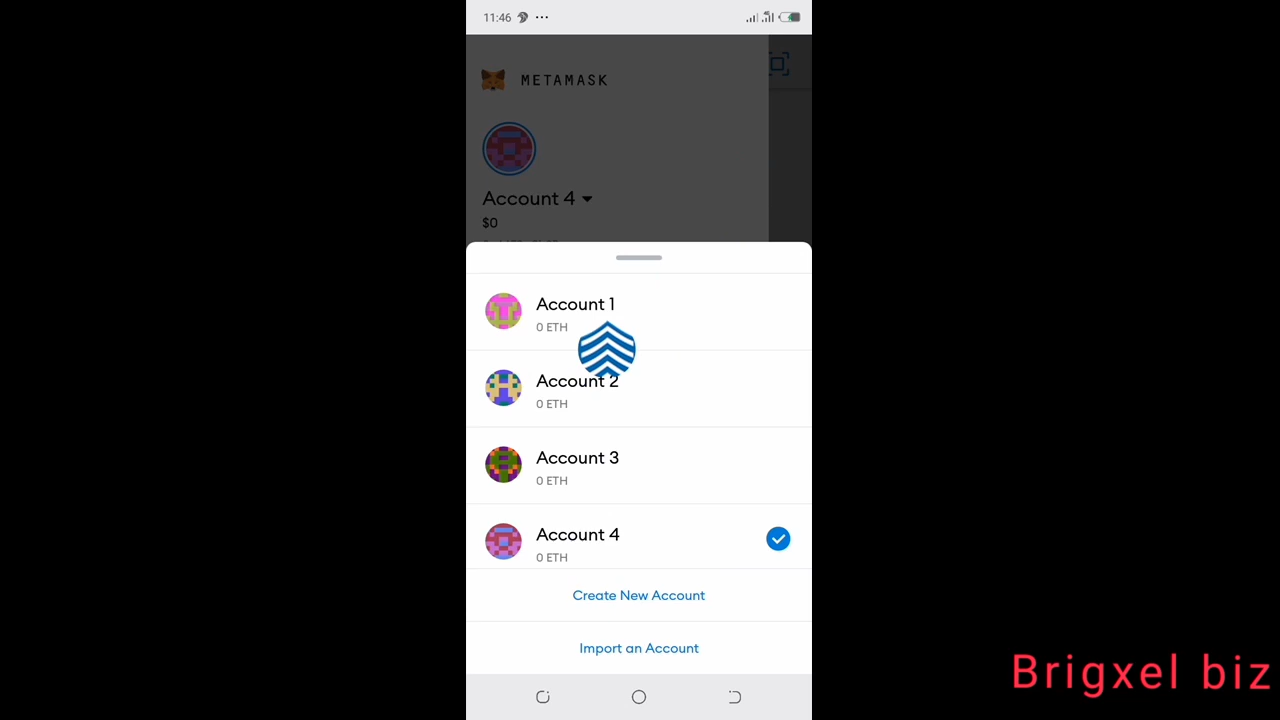 11:46
METAMASK
Account 4
$0
Account 1
0 ETH
Account 2
0 ETH
Account 3
0 ETH
Account 4
0 ETH
Create New Account
Import an Account
Brigxel biz